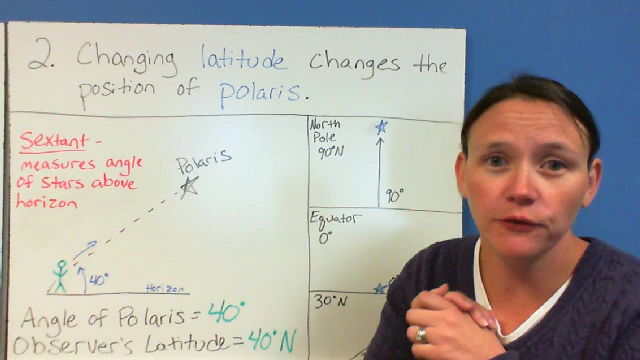 2. Changing latitude changes the
position of polaris.
Sextant -
measures angle
of stars above
horizon
Polaris
40°
Horizon
Angle of Polaris = 40°
Observer's Latitude = 40°N
North
Pole
90°N
90°
Equator
0°
30°N